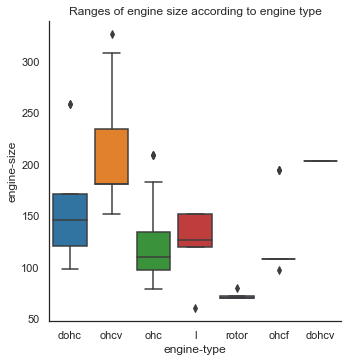 Ranges of engine size according to engine type
engine-size
300
250
200
150
100
50
dohc ohcv ohc l rotor ohcf dohcv
engine-type